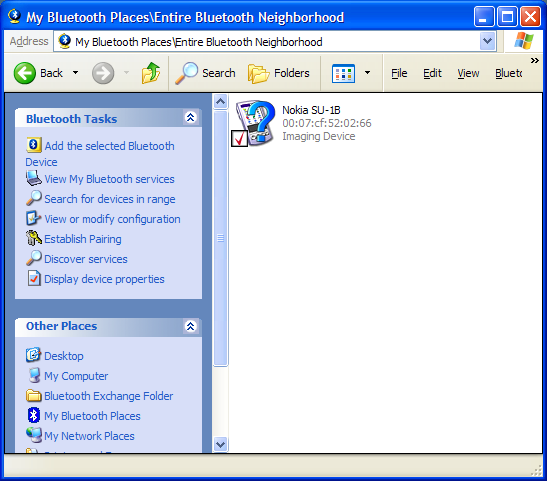 My Bluetooth Places\Entire Bluetooth Neighborhood
Address My Bluetooth Places\Entire Bluetooth Neighborhood
Back Search Folders File Edit View
Bluetooth Tasks
Add the selected Bluetooth
Device
View My Bluetooth services
Search for devices in range
View or modify configuration
Establish Pairing
Discover services
Display device properties
Other Places
Desktop
My Computer
Bluetooth Exchange Folder
My Bluetooth Places
My Network Places
Nokia SU-1B
00:07:cf:52:02:66
Imaging Device